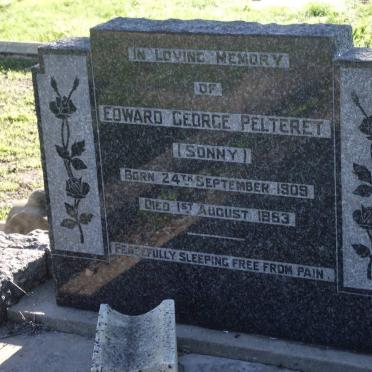 IN LOVING MEMORY
OF
EDWARD GEORGE PELTERET
(SONNY)
BORN 24TH SEPTEMBER 1909
DIED 1ST AUGUST 1983
PEACEFULLY SLEEPING FREE FROM PAIN